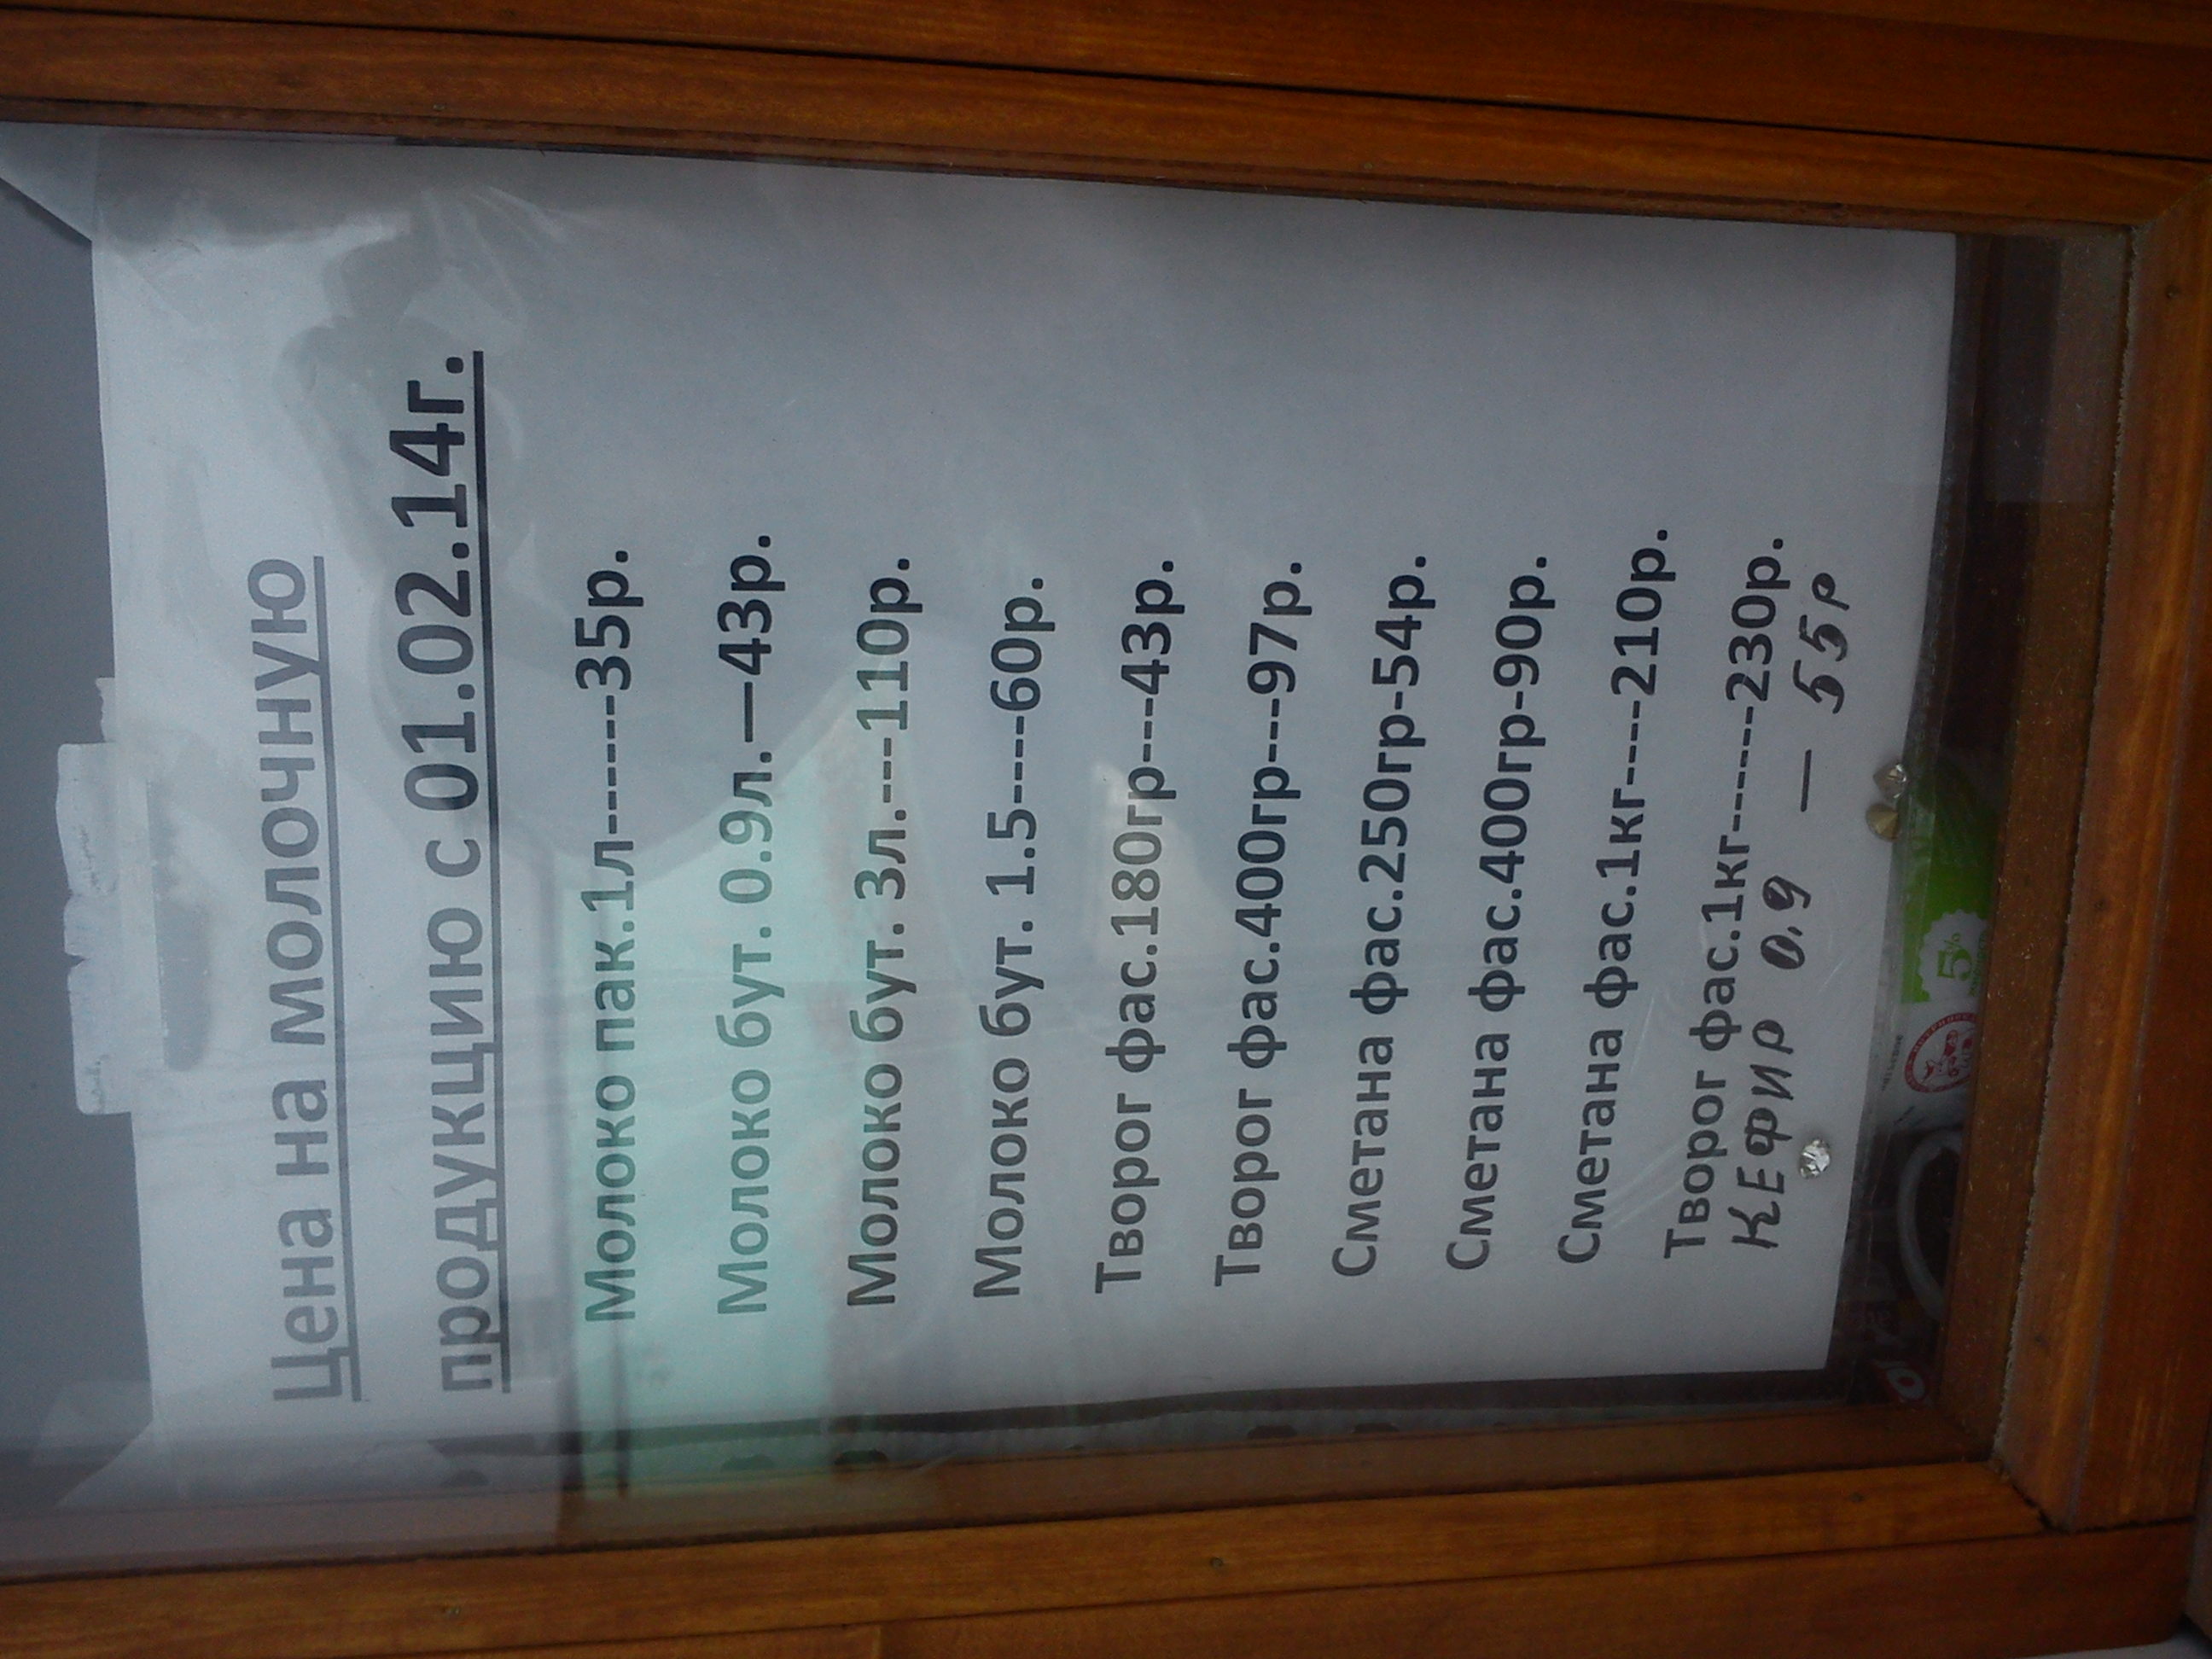 Цена на молочную
продукцию с 01.02.14г.
Молоко пак.1л-------35р.
Молоко бут. 0.9л.—43р.
Молоко бут. 3л.----110р.
Молоко бут. 1.5-----60р.
Творог фас.180гр---43р.
Творог фас.400гр---97р.
Сметана фас.250гр-54р.
Сметана фас.400гр-90р.
Сметана фас.1кг----210р.
Творог фас.1кг------230р.
КЕФИР 0,9 — 55р
5%